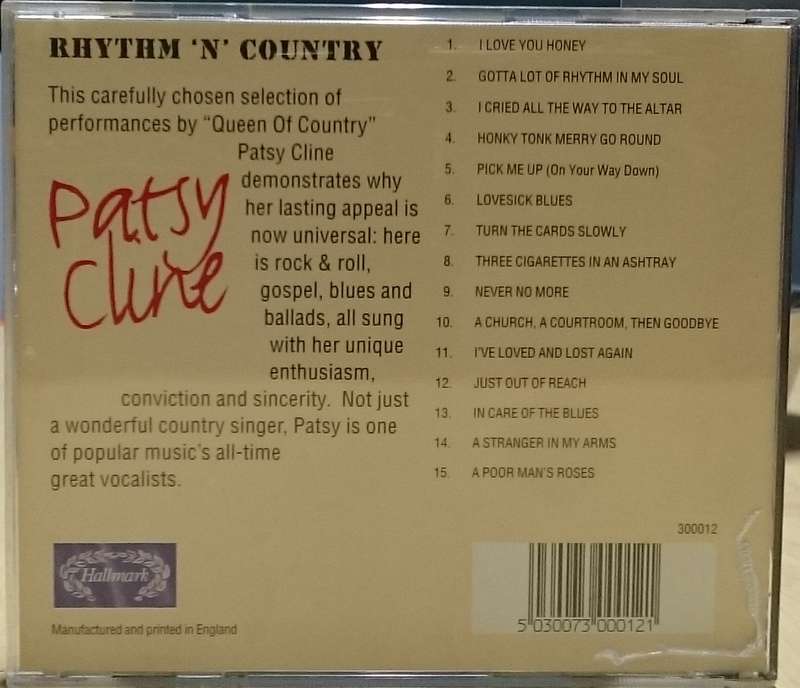 RHYTHM 'N' COUNTRY
This carefully chosen selection of
performances by "Queen Of Country"
Patsy Cline
demonstrates why
her lasting appeal is
now universal: here
is rock & roll,
gospel, blues and
ballads, all sung
with her unique
enthusiasm,
conviction and sincerity. Not just
a wonderful country singer, Patsy is one
of popular music's all-time
great vocalists.
Patsy
Cline
1. I LOVE YOU HONEY
2. GOTTA LOT OF RHYTHM IN MY SOUL
3. I CRIED ALL THE WAY TO THE ALTAR
4. HONKY TONK MERRY GO ROUND
5. PICK ME UP (On Your Way Down)
6. LOVESICK BLUES
7. TURN THE CARDS SLOWLY
8. THREE CIGARETTES IN AN ASHTRAY
9. NEVER NO MORE
10. A CHURCH, A COURTROOM, THEN GOODBYE
11. I'VE LOVED AND LOST AGAIN
12. JUST OUT OF REACH
13. IN CARE OF THE BLUES
14. A STRANGER IN MY ARMS
15. A POOR MAN'S ROSES
Hallmark
Manufactured and printed in England
300012
5 030073 000121